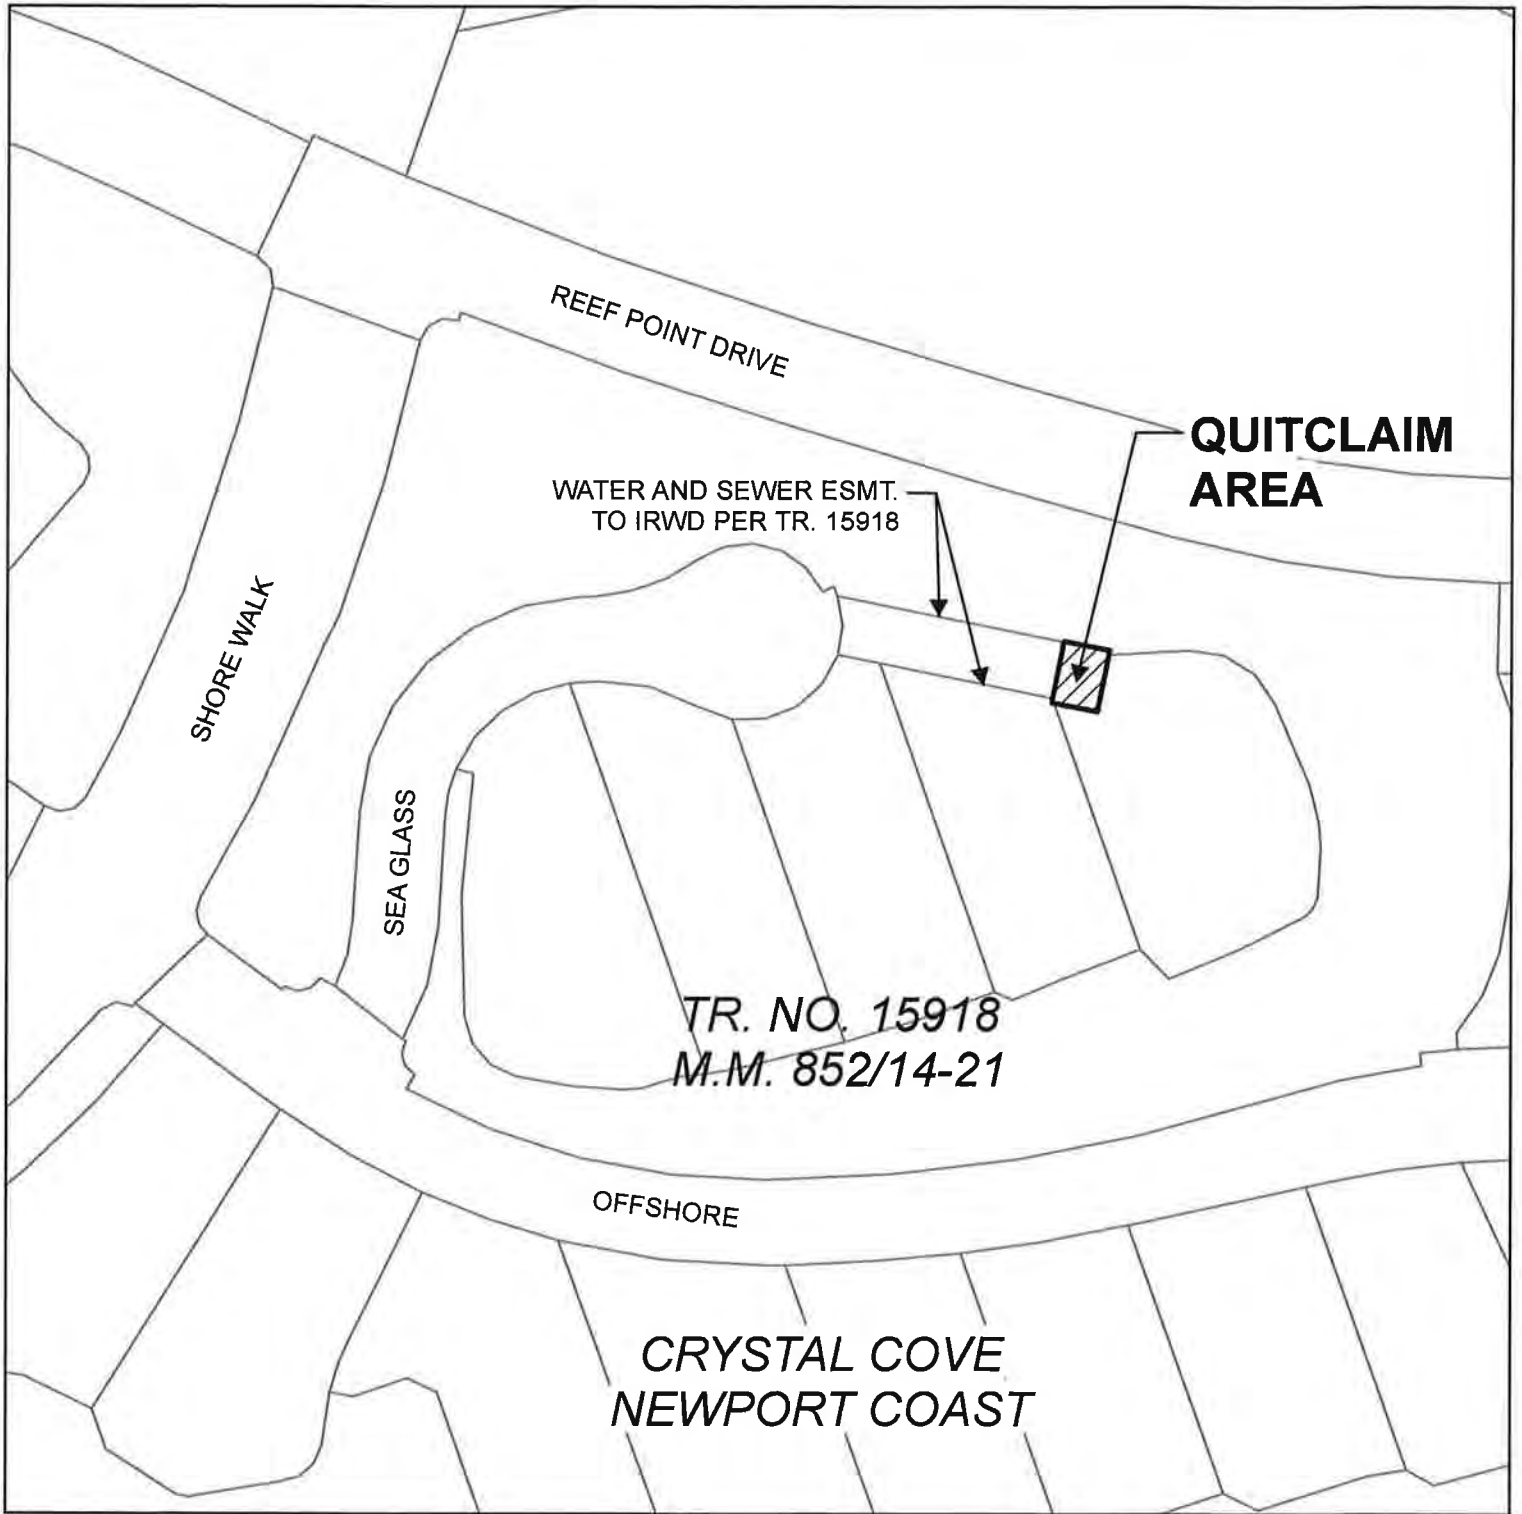 REEF POINT DRIVE
QUITCLAIM
AREA
WATER AND SEWER ESMT.
TO IRWD PER TR. 15918
SHORE WALK
SEA GLASS
TR. NO. 15918
M.M. 852/14-21
OFFSHORE
CRYSTAL COVE
NEWPORT COAST